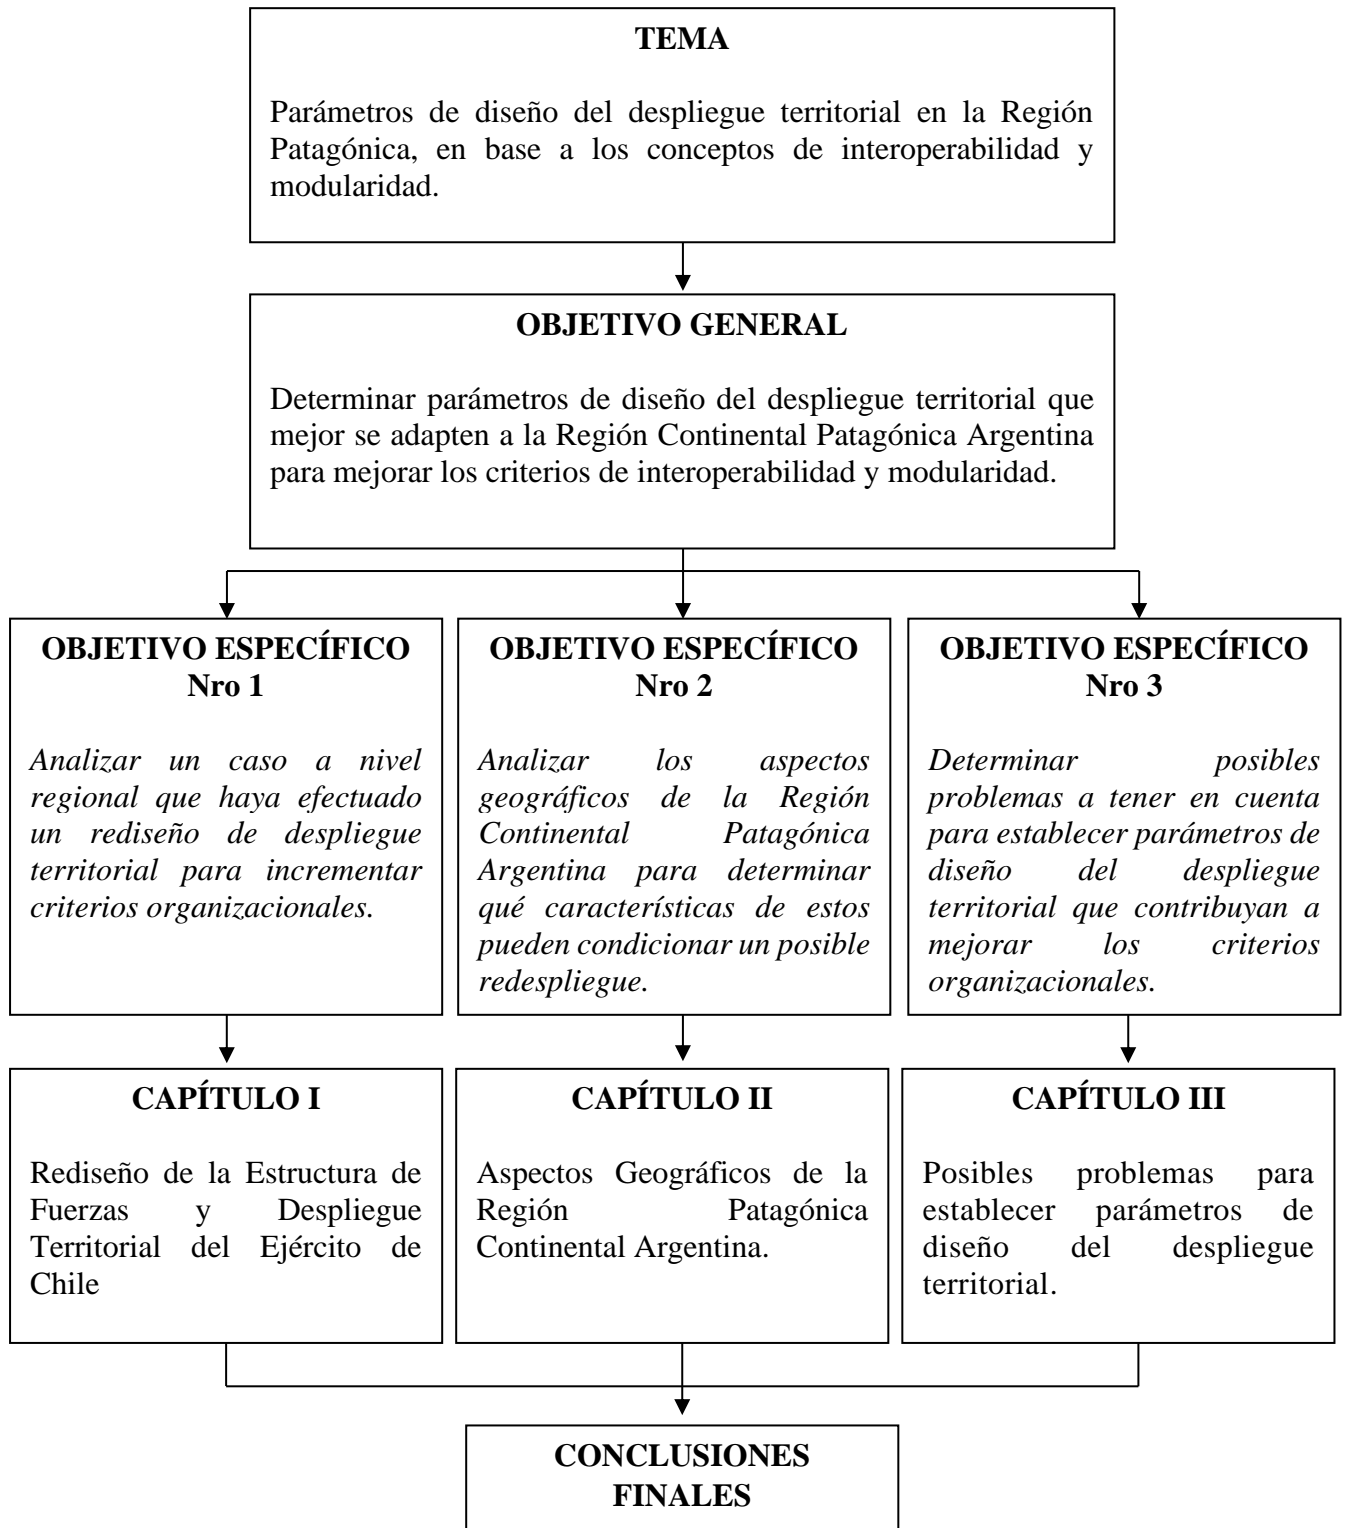 TEMA
Parámetros de diseño del despliegue territorial en la Región
Patagónica, en base a los conceptos de interoperabilidad y
modularidad.
OBJETIVO GENERAL
Determinar parámetros de diseño del despliegue territorial que
mejor se adapten a la Región Continental Patagónica Argentina
para mejorar los criterios de interoperabilidad y modularidad.
OBJETIVO ESPECÍFICO
Nro 1
Analizar un caso a nivel
regional que haya efectuado
un rediseño de despliegue
territorial para incrementar
criterios organizacionales.
OBJETIVO ESPECÍFICO
Nro 2
Analizar los aspectos
geográficos de la Región
Continental Patagónica
Argentina para determinar
qué características de estos
pueden condicionar un posible
redespliegue.
OBJETIVO ESPECÍFICO
Nro 3
Determinar posibles
problemas a tener en cuenta
para establecer parámetros de
diseño del despliegue
territorial que contribuyan a
mejorar los criterios
organizacionales.
CAPÍTULO I
Rediseño de la Estructura de
Fuerzas y Despliegue
Territorial del Ejército de
Chile
CAPÍTULO II
Aspectos Geográficos de la
Región Patagónica
Continental Argentina.
CAPÍTULO III
Posibles problemas para
establecer parámetros de
diseño del despliegue
territorial.
CONCLUSIONES
FINALES